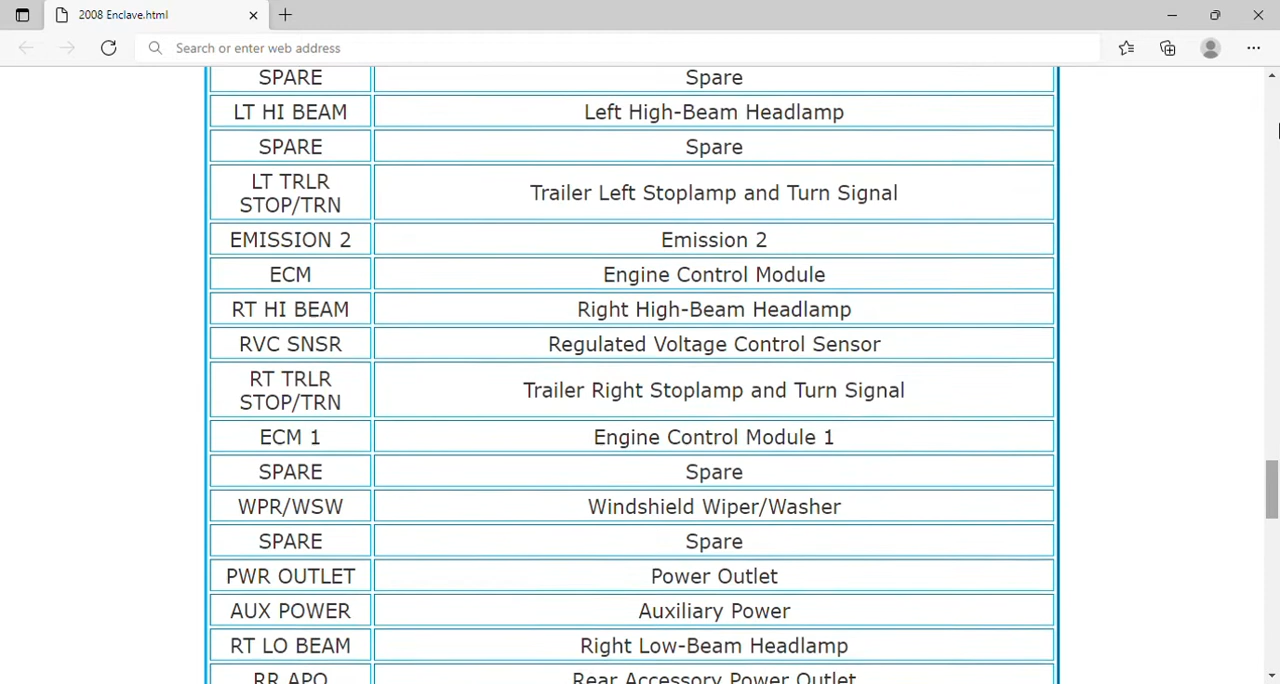 2008 Enclave.html
Search or enter web address
SPARE Spare
LT HI BEAM Left High-Beam Headlamp
SPARE Spare
LT TRLR
STOP/TRN Trailer Left Stoplamp and Turn Signal
EMISSION 2 Emission 2
ECM Engine Control Module
RT HI BEAM Right High-Beam Headlamp
RVC SNSR Regulated Voltage Control Sensor
RT TRLR
STOP/TRN Trailer Right Stoplamp and Turn Signal
ECM 1 Engine Control Module 1
SPARE Spare
WPR/WSW Windshield Wiper/Washer
SPARE Spare
PWR OUTLET Power Outlet
AUX POWER Auxiliary Power
RT LO BEAM Right Low-Beam Headlamp
RR APO Rear Accessory Power Outlet